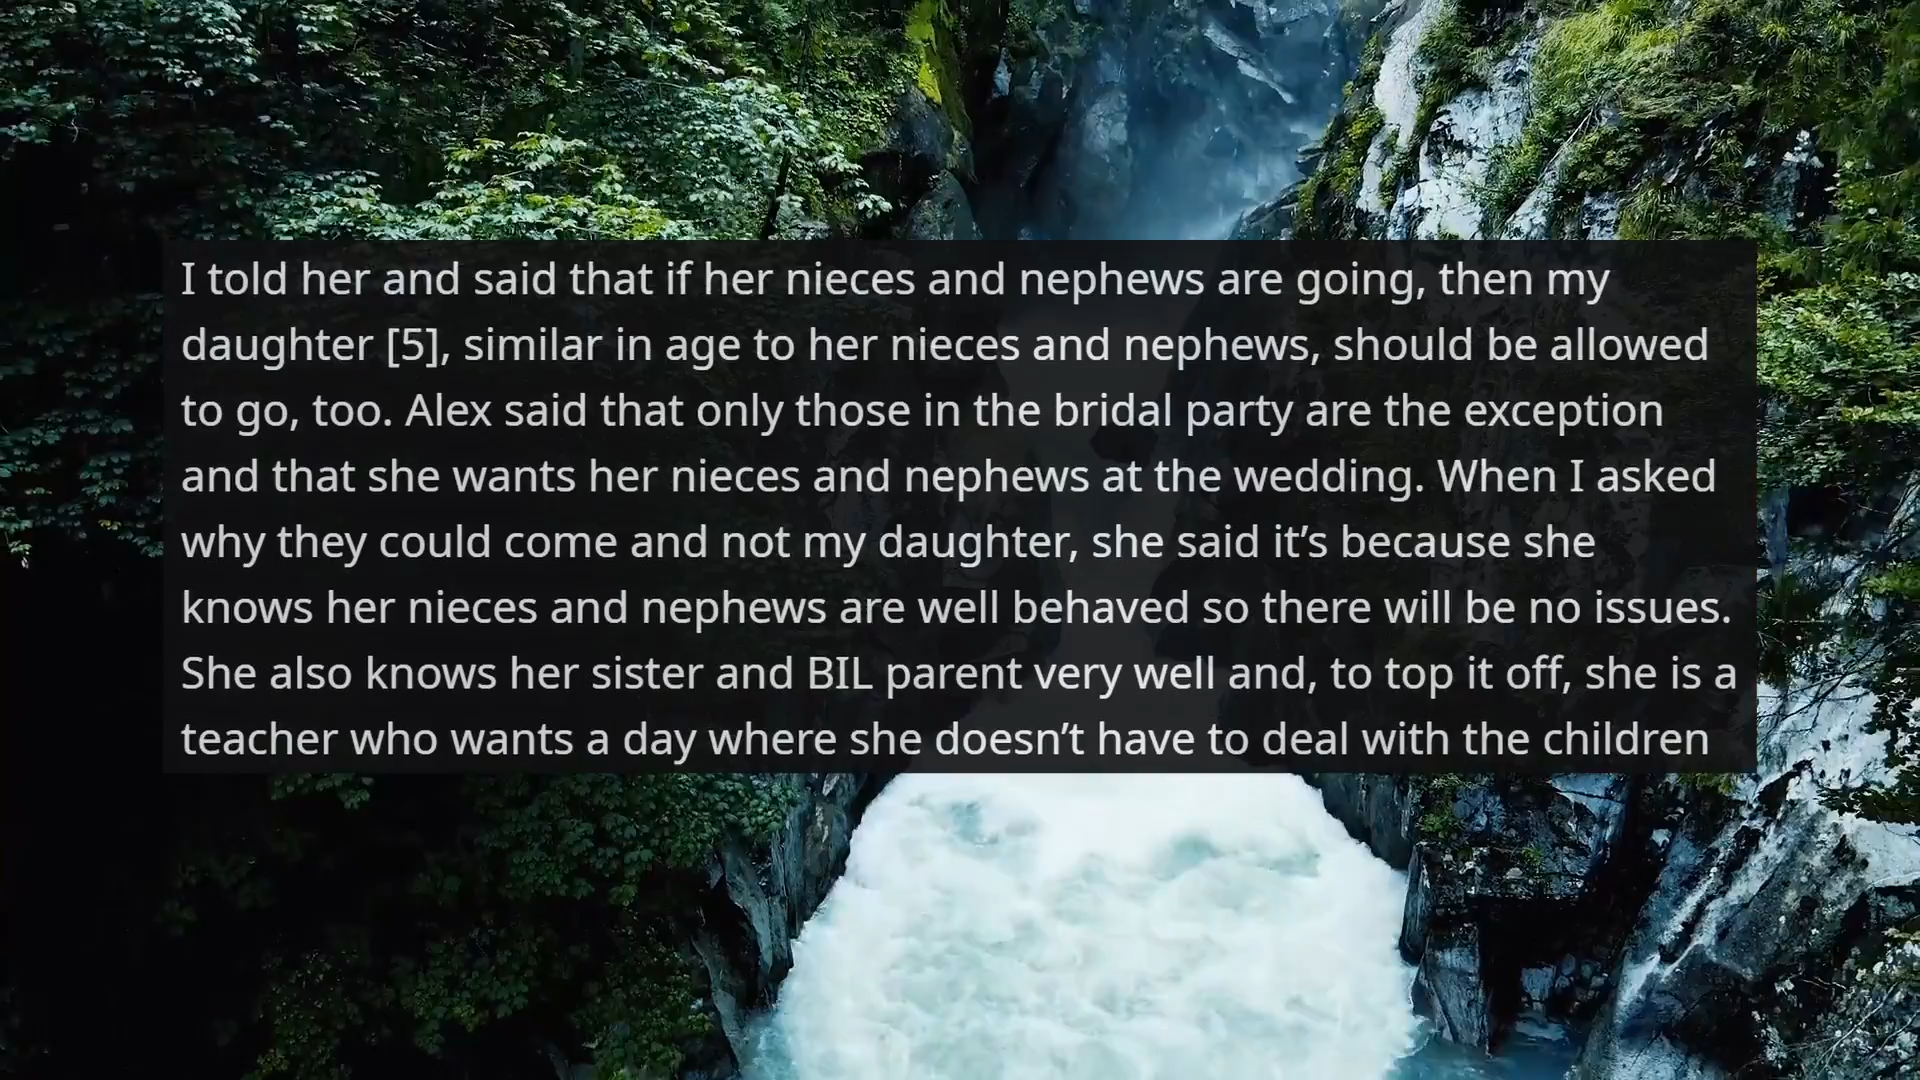 I told her and said that if her nieces and nephews are going, then my
daughter [5], similar in age to her nieces and nephews, should be allowed
to go, too. Alex said that only those in the bridal party are the exception
and that she wants her nieces and nephews at the wedding. When I asked
why they could come and not my daughter, she said it’s because she
knows her nieces and nephews are well behaved so there will be no issues.
She also knows her sister and BIL parent very well and, to top it off, she is a
teacher who wants a day where she doesn’t have to deal with the children